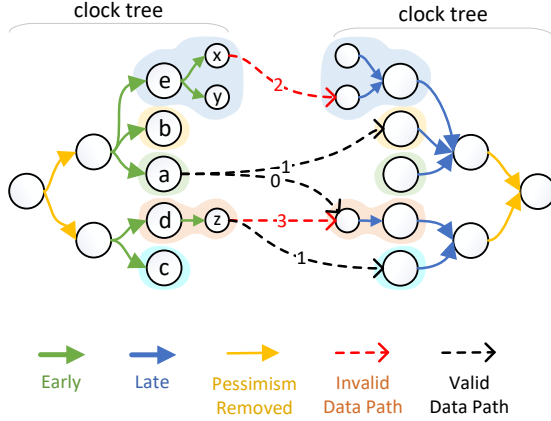 clock tree
clock tree
x
e
2
y
b
1
a
0
d
z
3
1
c
Early
Late
Pessimism
Removed
Invalid
Data Path
Valid
Data Path